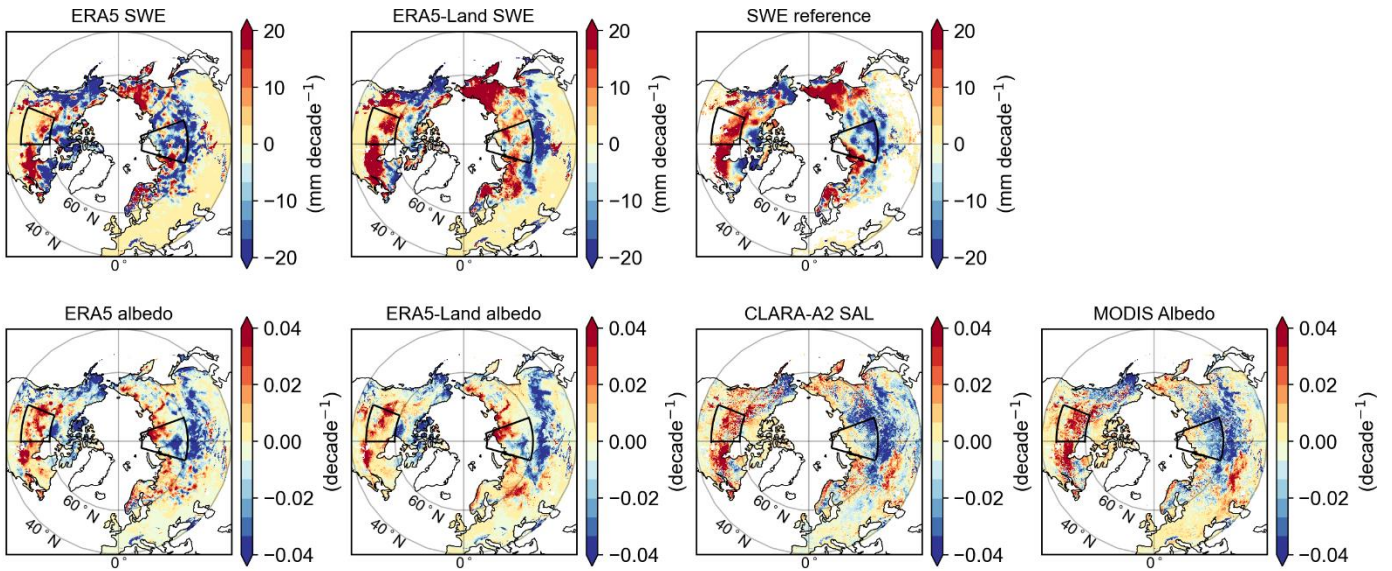 ERA5 SWE
20
10
0
−10
−20
(mm decade⁻¹)
60°N
40°N
0°
ERA5-Land SWE
20
10
0
−10
−20
(mm decade⁻¹)
60°N
40°N
0°
SWE reference
20
10
0
−10
−20
(mm decade⁻¹)
60°N
40°N
0°
ERA5 albedo
0.04
0.02
0.00
−0.02
−0.04
(decade⁻¹)
60°N
40°N
0°
ERA5-Land albedo
0.04
0.02
0.00
−0.02
−0.04
(decade⁻¹)
60°N
40°N
0°
CLARA-A2 SAL
0.04
0.02
0.00
−0.02
−0.04
(decade⁻¹)
60°N
40°N
0°
MODIS Albedo
0.04
0.02
0.00
−0.02
−0.04
(decade⁻¹)
60°N
40°N
0°